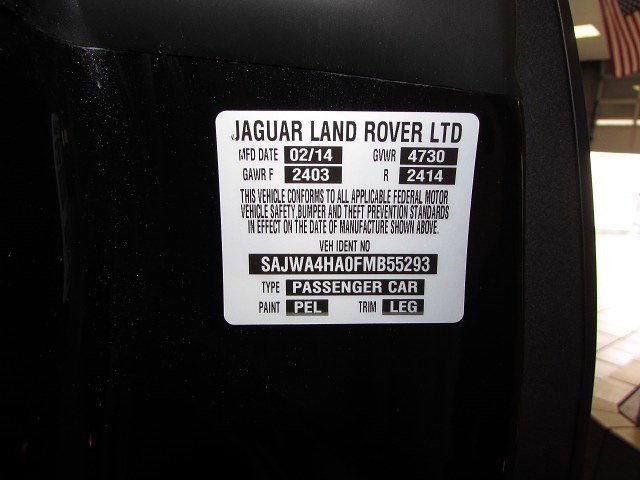 JAGUAR LAND ROVER LTD
MFD DATE 02/14 GVWR 4730
GAWR F 2403 R 2414
THIS VEHICLE CONFORMS TO ALL APPLICABLE FEDERAL MOTOR
VEHICLE SAFETY,BUMPER AND THEFT PREVENTION STANDARDS
IN EFFECT ON THE DATE OF MANUFACTURE SHOWN ABOVE.
VEH IDENT NO
SAJWA4HA0FMB55293
TYPE PASSENGER CAR
PAINT PEL TRIM LEG